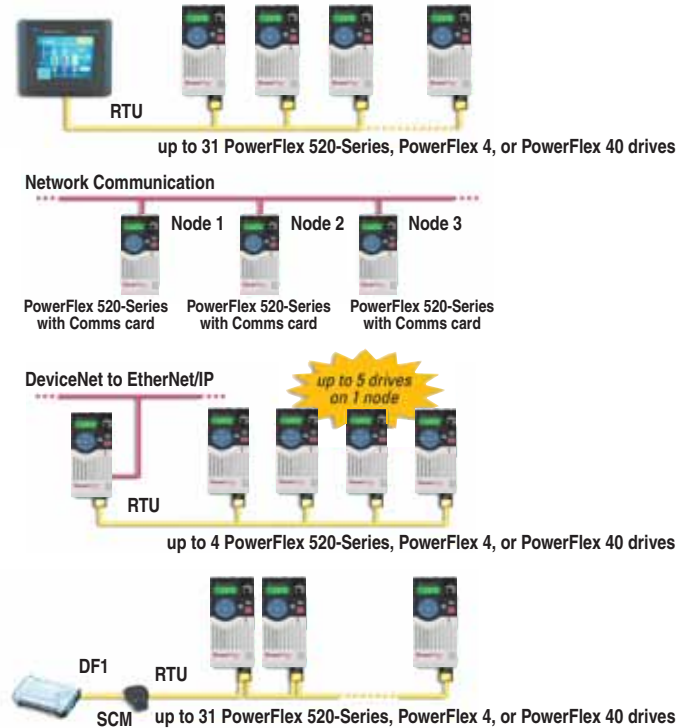 RTU
up to 31 PowerFlex 520-Series, PowerFlex 4, or PowerFlex 40 drives
Network Communication
Node 1 Node 2 Node 3
PowerFlex 520-Series PowerFlex 520-Series PowerFlex 520-Series
with Comms card with Comms card with Comms card
DeviceNet to EtherNet/IP
up to 5 drives
on 1 node
RTU
up to 4 PowerFlex 520-Series, PowerFlex 4, or PowerFlex 40 drives
DF1
RTU
SCM up to 31 PowerFlex 520-Series, PowerFlex 4, or PowerFlex 40 drives